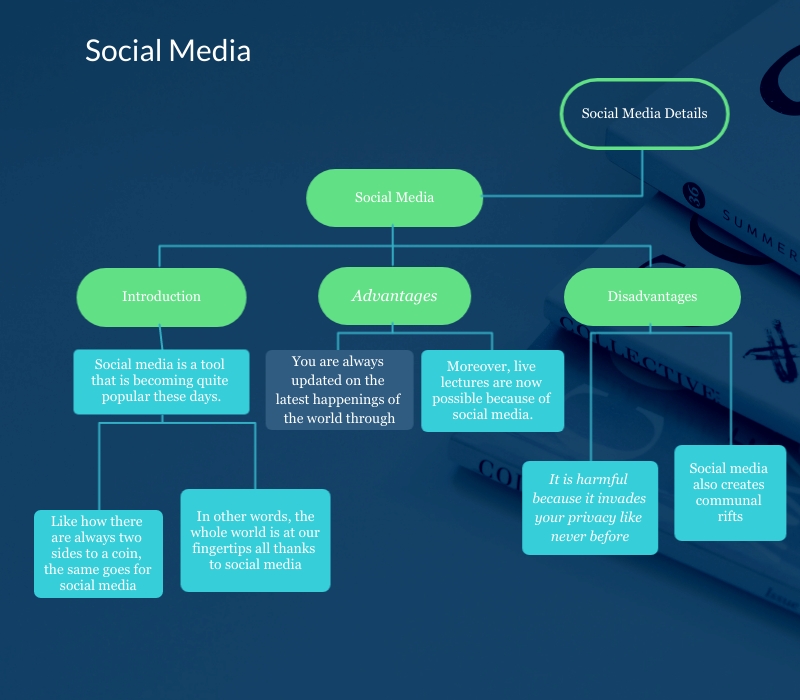 Social Media
Social Media Details
Social Media
Introduction
Advantages
Disadvantages
Social media is a tool
that is becoming quite
popular these days.
You are always
updated on the
latest happenings of
the world through
Moreover, live
lectures are now
possible because of
social media.
Like how there
are always two
sides to a coin,
the same goes for
social media
In other words, the
whole world is at our
fingertips all thanks
to social media
It is harmful
because it invades
your privacy like
never before
Social media
also creates
communal
rifts
36
SUMMER
COLLECTIVE